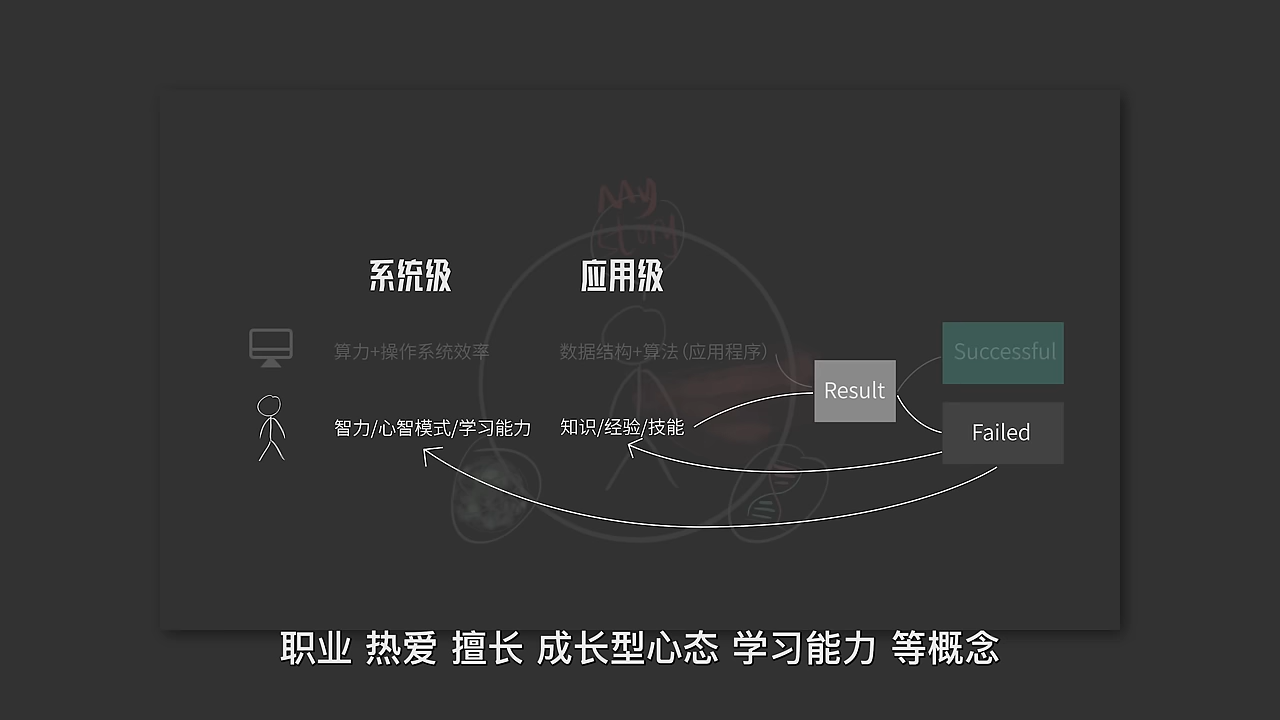 系统级 应用级
算力+操作系统效率 数据结构+算法(应用程序)
Successful
Result
智力/心智模式/学习能力 知识/经验/技能
Failed
职业 热爱 擅长 成长型心态 学习能力 等概念